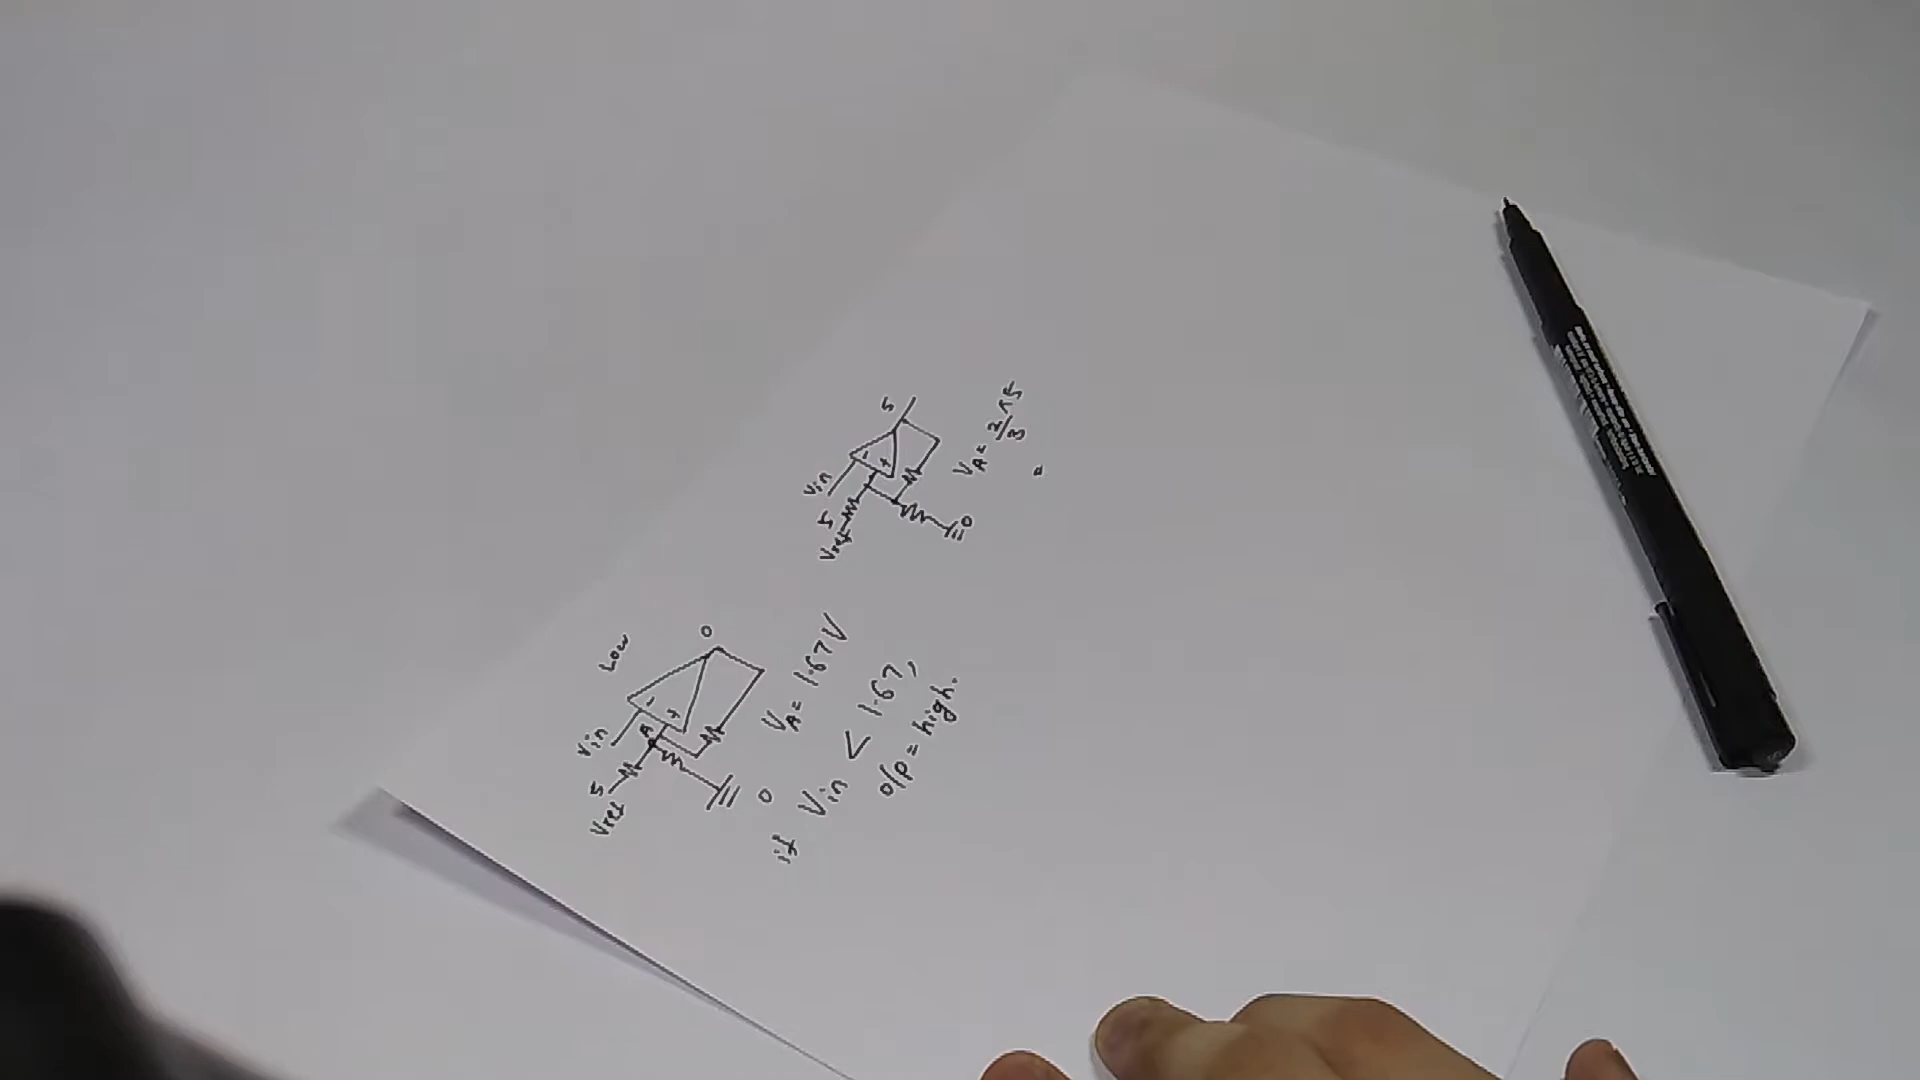 Low
0
Vin
-
+
A
5
Vref
0
VA = 1.67V
if Vin < 1.67,
o/p = high.
5
Vin
-
+
5
Vref
0
VA = 2/3 x5
=